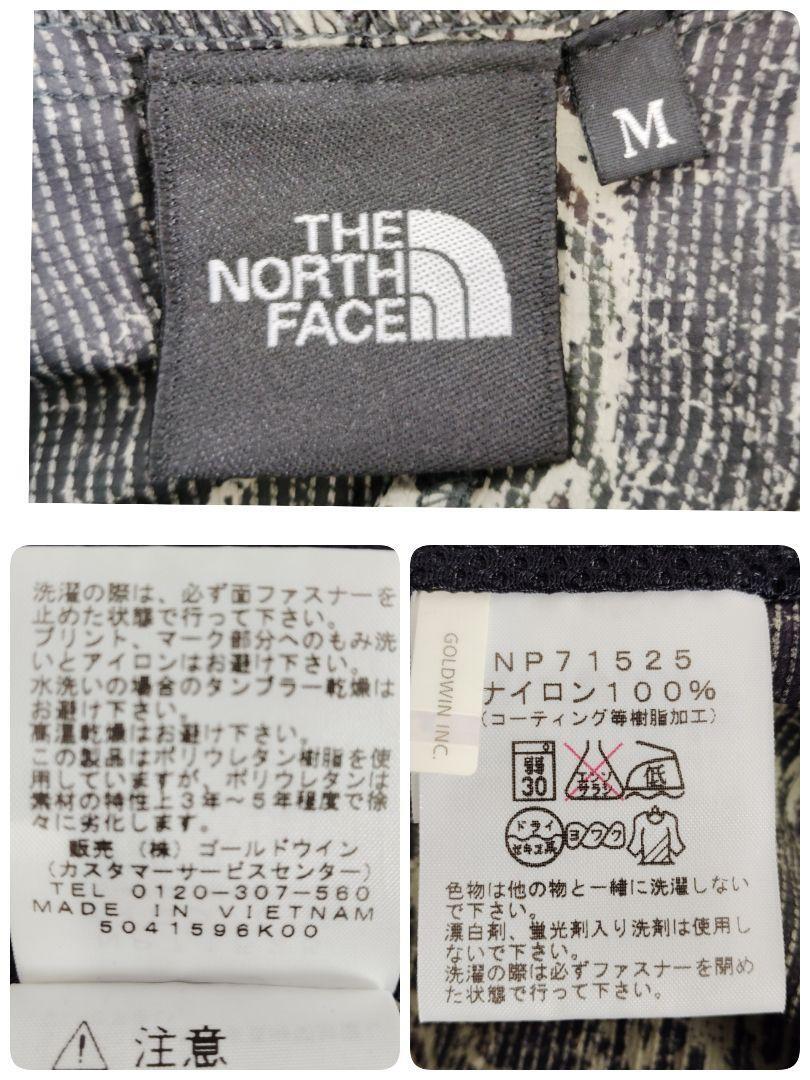 THE
NORTH
FACE
M
洗濯の際は、必ず面ファスナーを
止めた状態で行って下さい。
プリント、マーク部分へのもみ洗
いとアイロンはお避け下さい。
水洗いの場合のタンブラー乾燥は
お避け下さい。
高温乾燥はお避け下さい。
この製品はポリウレタン樹脂を使
用していますが、ポリウレタンは
素材の特性上3年～5年程度で徐
々に劣化します。
販売 (株) ゴールドウイン
(カスタマーサービスセンター)
TEL 0120-307-560
MADE IN VIETNAM
5041596K00
注意
GOLDWIN INC.
NP71525
ナイロン100%
(コーティング等樹脂加工)
弱
30
エンソ
サラシ
低
ドライ
セキユ系
ヨワク
色物は他の物と一緒に洗濯しない
で下さい。
漂白剤、蛍光剤入り洗剤は使用し
ないで下さい。
洗濯の際は必ずファスナーを閉め
た状態で行って下さい。